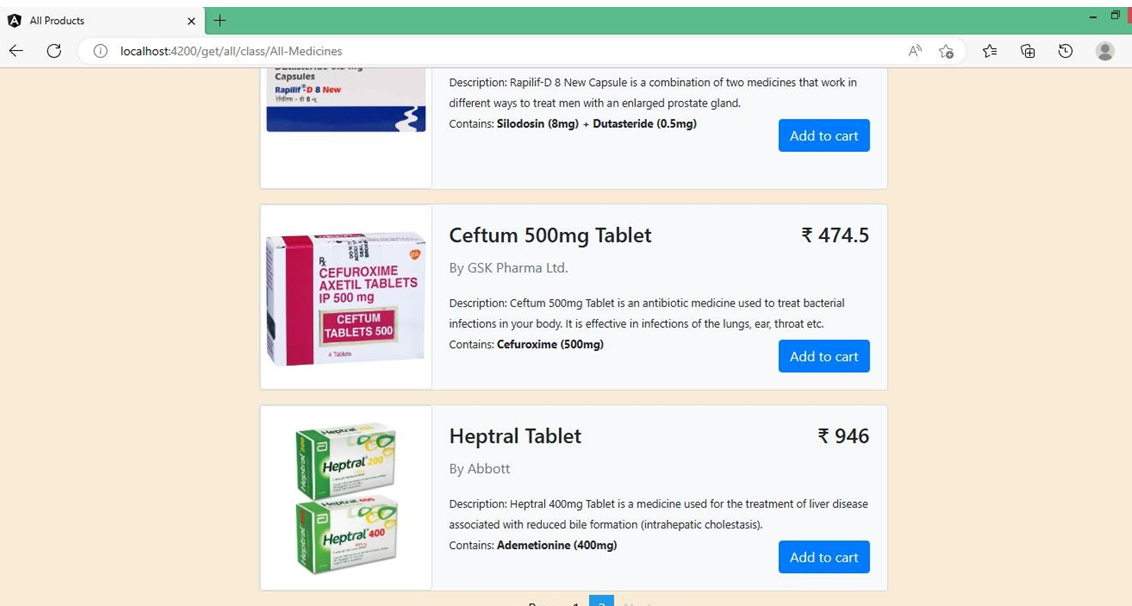 All Products
localhost:4200/get/all/class/All-Medicines
Capsules
Rapilif-D 8 New
Description: Rapilif-D 8 New Capsule is a combination of two medicines that work in
different ways to treat men with an enlarged prostate gland.
Contains: Silodosin (8mg) + Dutasteride (0.5mg)
Add to cart
Rx
CEFUROXIME
AXETIL TABLETS
IP 500 mg
CEFTUM
TABLETS 500
4 Tablets
gsk
Ceftum 500mg Tablet
₹ 474.5
By GSK Pharma Ltd.
Description: Ceftum 500mg Tablet is an antibiotic medicine used to treat bacterial
infections in your body. It is effective in infections of the lungs, ear, throat etc.
Contains: Cefuroxime (500mg)
Add to cart
Heptral
Heptral 200
Heptral
Heptral 400
Heptral Tablet
₹ 946
By Abbott
Description: Heptral 400mg Tablet is a medicine used for the treatment of liver disease
associated with reduced bile formation (intrahepatic cholestasis).
Contains: Ademetionine (400mg)
Add to cart